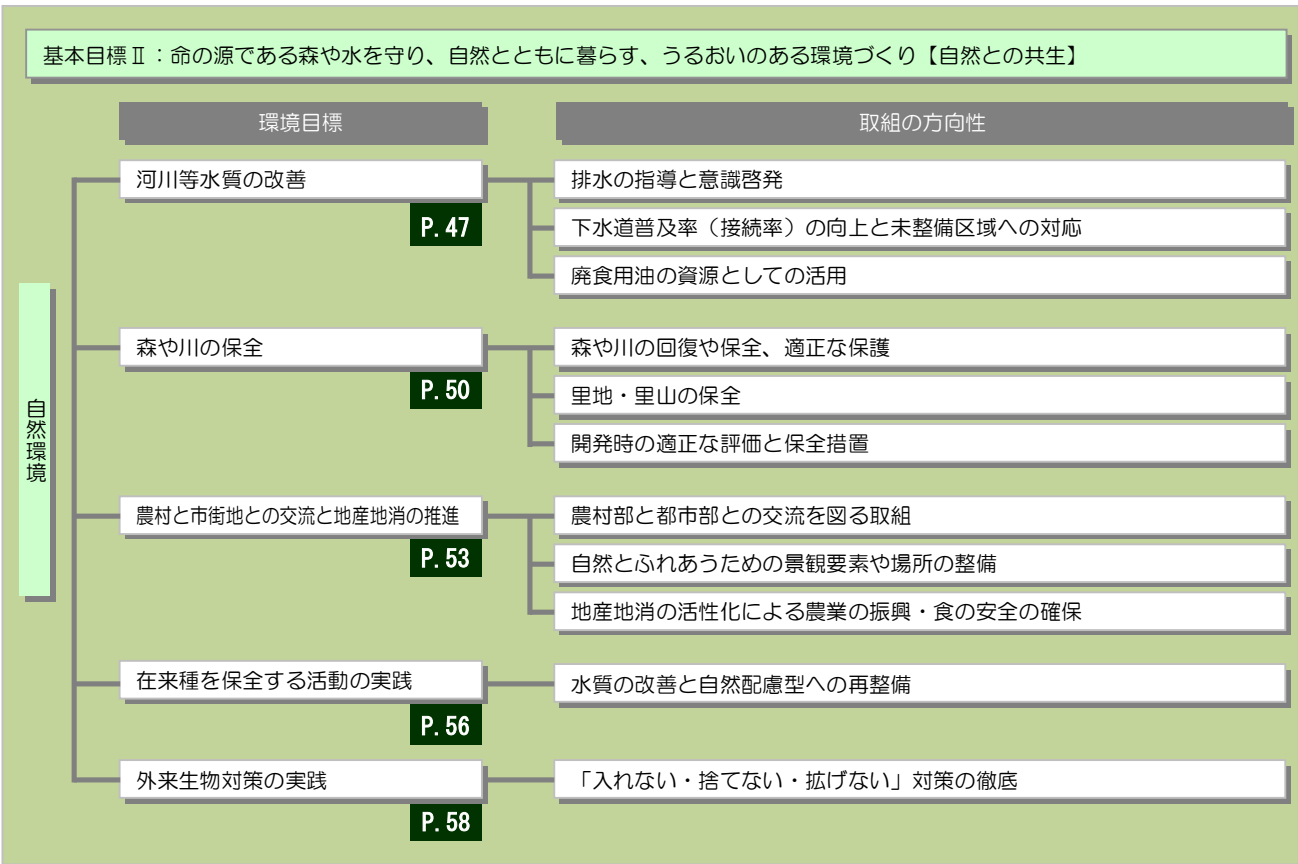 基本目標Ⅱ：命の源である森や水を守り、自然とともに暮らす、うるおいのある環境づくり【自然との共生】
環境目標
取組の方向性
自然環境
河川等水質の改善
P.47
排水の指導と意識啓発
下水道普及率（接続率）の向上と未整備区域への対応
廃食用油の資源としての活用
森や川の保全
P.50
森や川の回復や保全、適正な保護
里地・里山の保全
開発時の適正な評価と保全措置
農村と市街地との交流と地産地消の推進
P.53
農村部と都市部との交流を図る取組
自然とふれあうための景観要素や場所の整備
地産地消の活性化による農業の振興・食の安全の確保
在来種を保全する活動の実践
P.56
水質の改善と自然配慮型への再整備
外来生物対策の実践
P.58
「入れない・捨てない・拡げない」対策の徹底